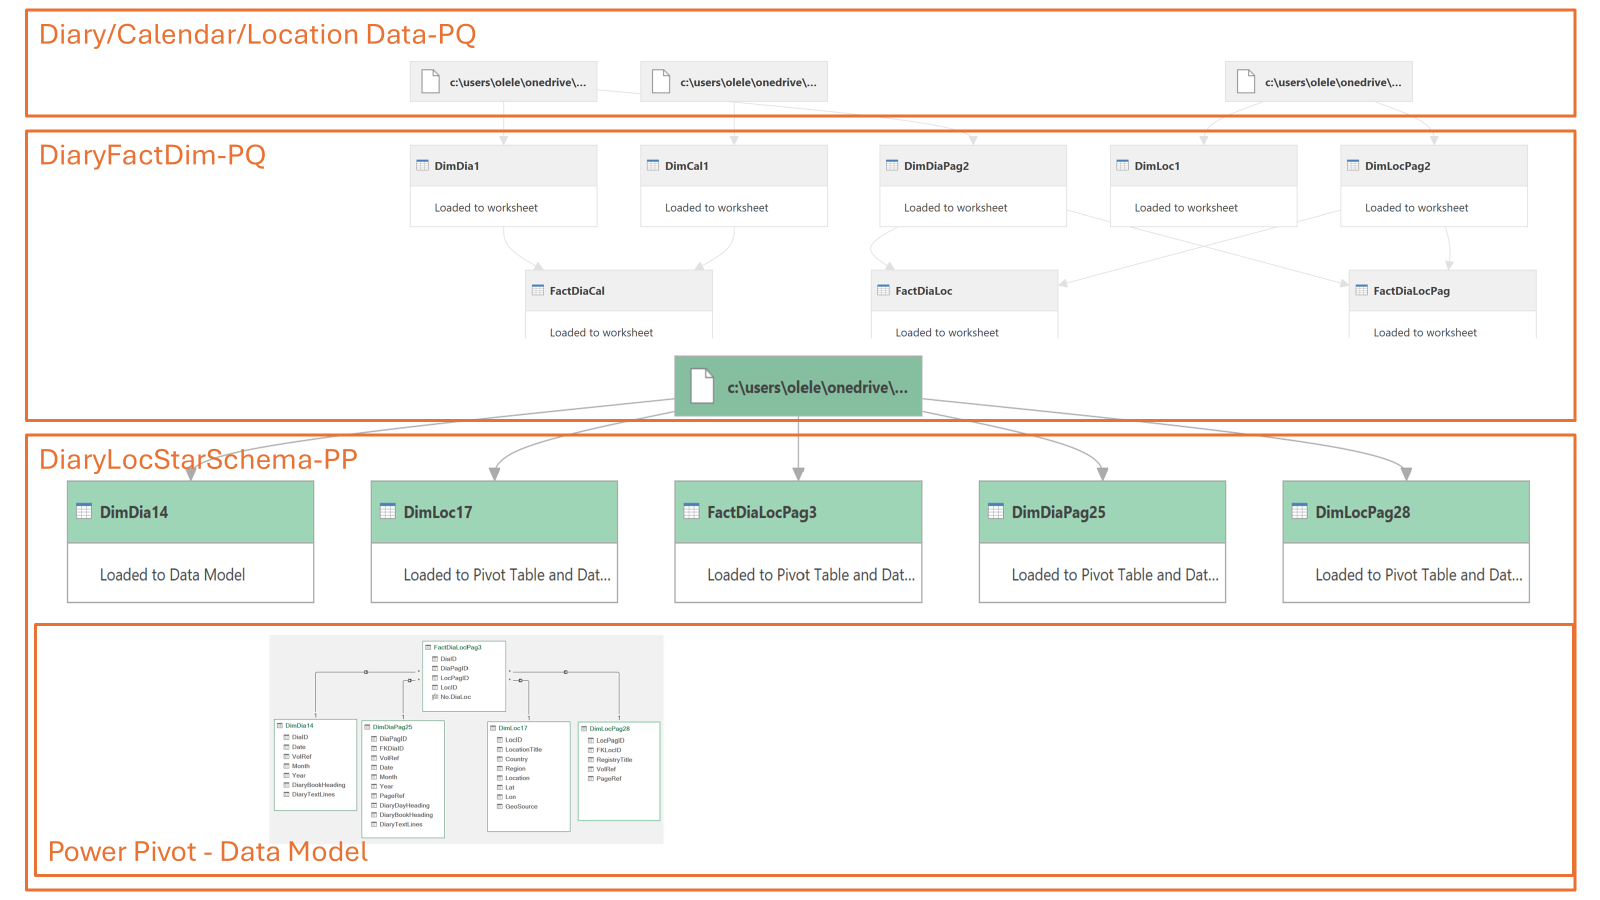 Diary/Calendar/Location Data-PQ
c:\users\olele\onedrive\...
c:\users\olele\onedrive\...
c:\users\olele\onedrive\...
DiaryFactDim-PQ
DimDia1
Loaded to worksheet
DimCal1
Loaded to worksheet
DimDiaPag2
Loaded to worksheet
DimLoc1
Loaded to worksheet
DimLocPag2
Loaded to worksheet
FactDiaCal
Loaded to worksheet
FactDiaLoc
Loaded to worksheet
FactDiaLocPag
Loaded to worksheet
c:\users\olele\onedrive\...
DiaryLocStarSchema-PP
DimDia14
Loaded to Data Model
DimLoc17
Loaded to Pivot Table and Dat...
FactDiaLocPag3
Loaded to Pivot Table and Dat...
DimDiaPag25
Loaded to Pivot Table and Dat...
DimLocPag28
Loaded to Pivot Table and Dat...
FactDiaLocPag3
DiaID
DiaPagID
LocPagID
LocID
No.DiaLoc
* * * *
1 1 1 1
DimDia14
DiaID
Date
VolRef
Month
Year
DiaryBookHeading
DiaryTextLines
DimDiaPag25
DiaPagID
FKDiaID
VolRef
Date
Month
Year
PageRef
DiaryDayHeading
DiaryBookHeading
DiaryTextLines
DimLoc17
LocID
LocationTitle
Country
Region
Location
Lat
Lon
GeoSource
DimLocPag28
LocPagID
FKLocID
RegistryTitle
VolRef
PageRef
Power Pivot - Data Model